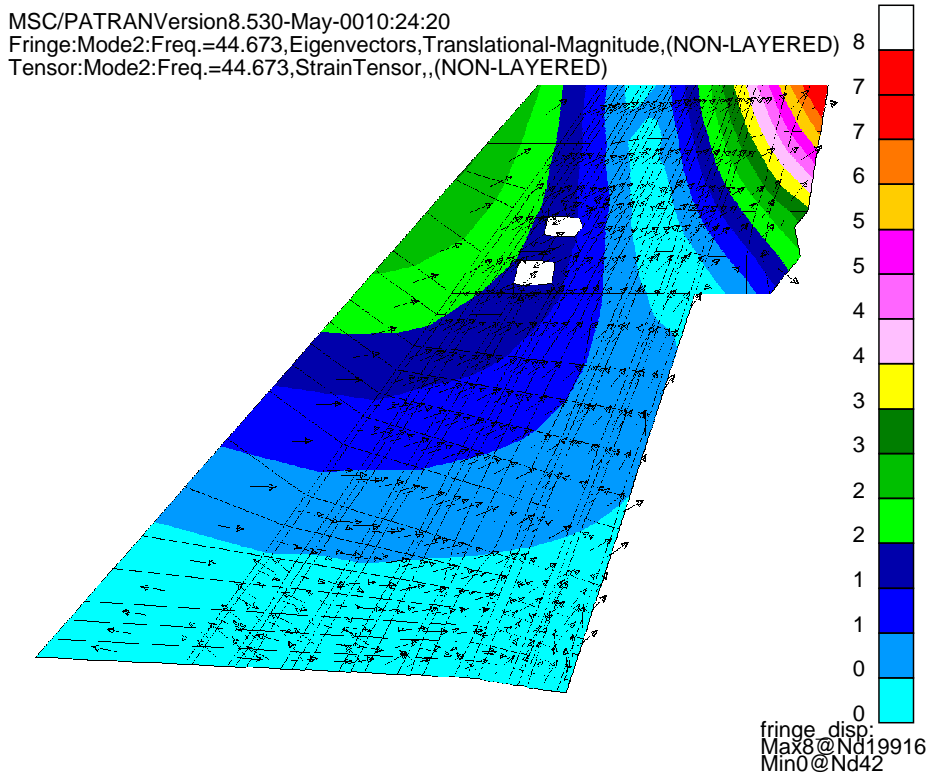 MSC/PATRANVersion8.530-May-0010:24:20
Fringe:Mode2:Freq.=44.673,Eigenvectors,Translational-Magnitude,(NON-LAYERED)
Tensor:Mode2:Freq.=44.673,StrainTensor,,(NON-LAYERED)
8
7
7
6
5
5
4
4
3
3
2
2
1
1
0
0
fringe_disp:
Max8@Nd19916
Min0@Nd42